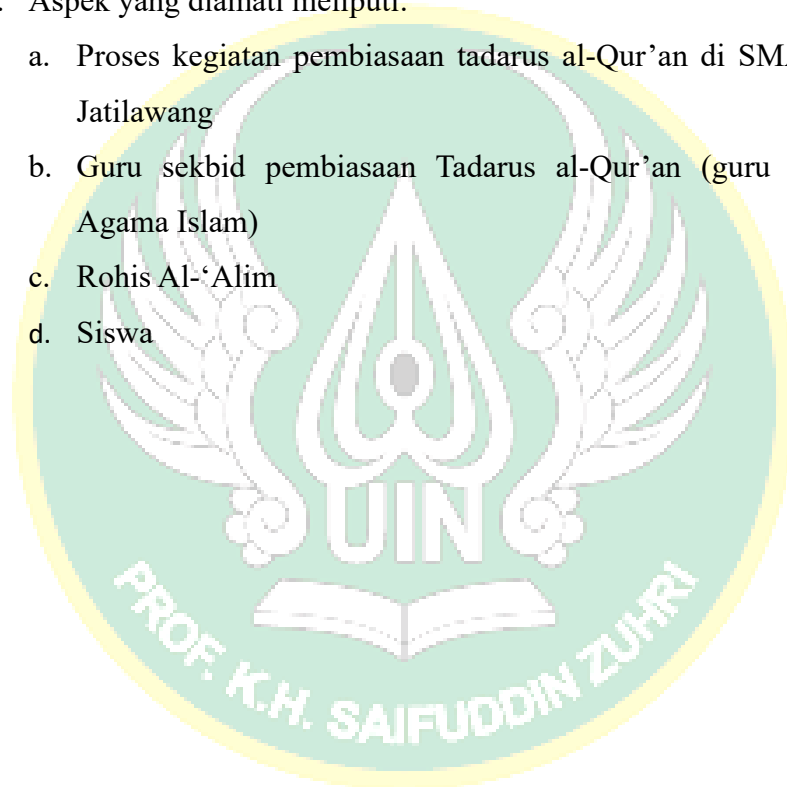 Aspek yang diamati meliputi:
a. Proses kegiatan pembiasaan tadarus al-Qur’an di
Jatilawang
b. Guru sekbid pembiasaan Tadarus al-Qur’an (guru
Agama Islam)
c. Rohis Al-‘Alim
d. Siswa
UIN
PROF. K.H. SAIFUDDIN ZUHRI